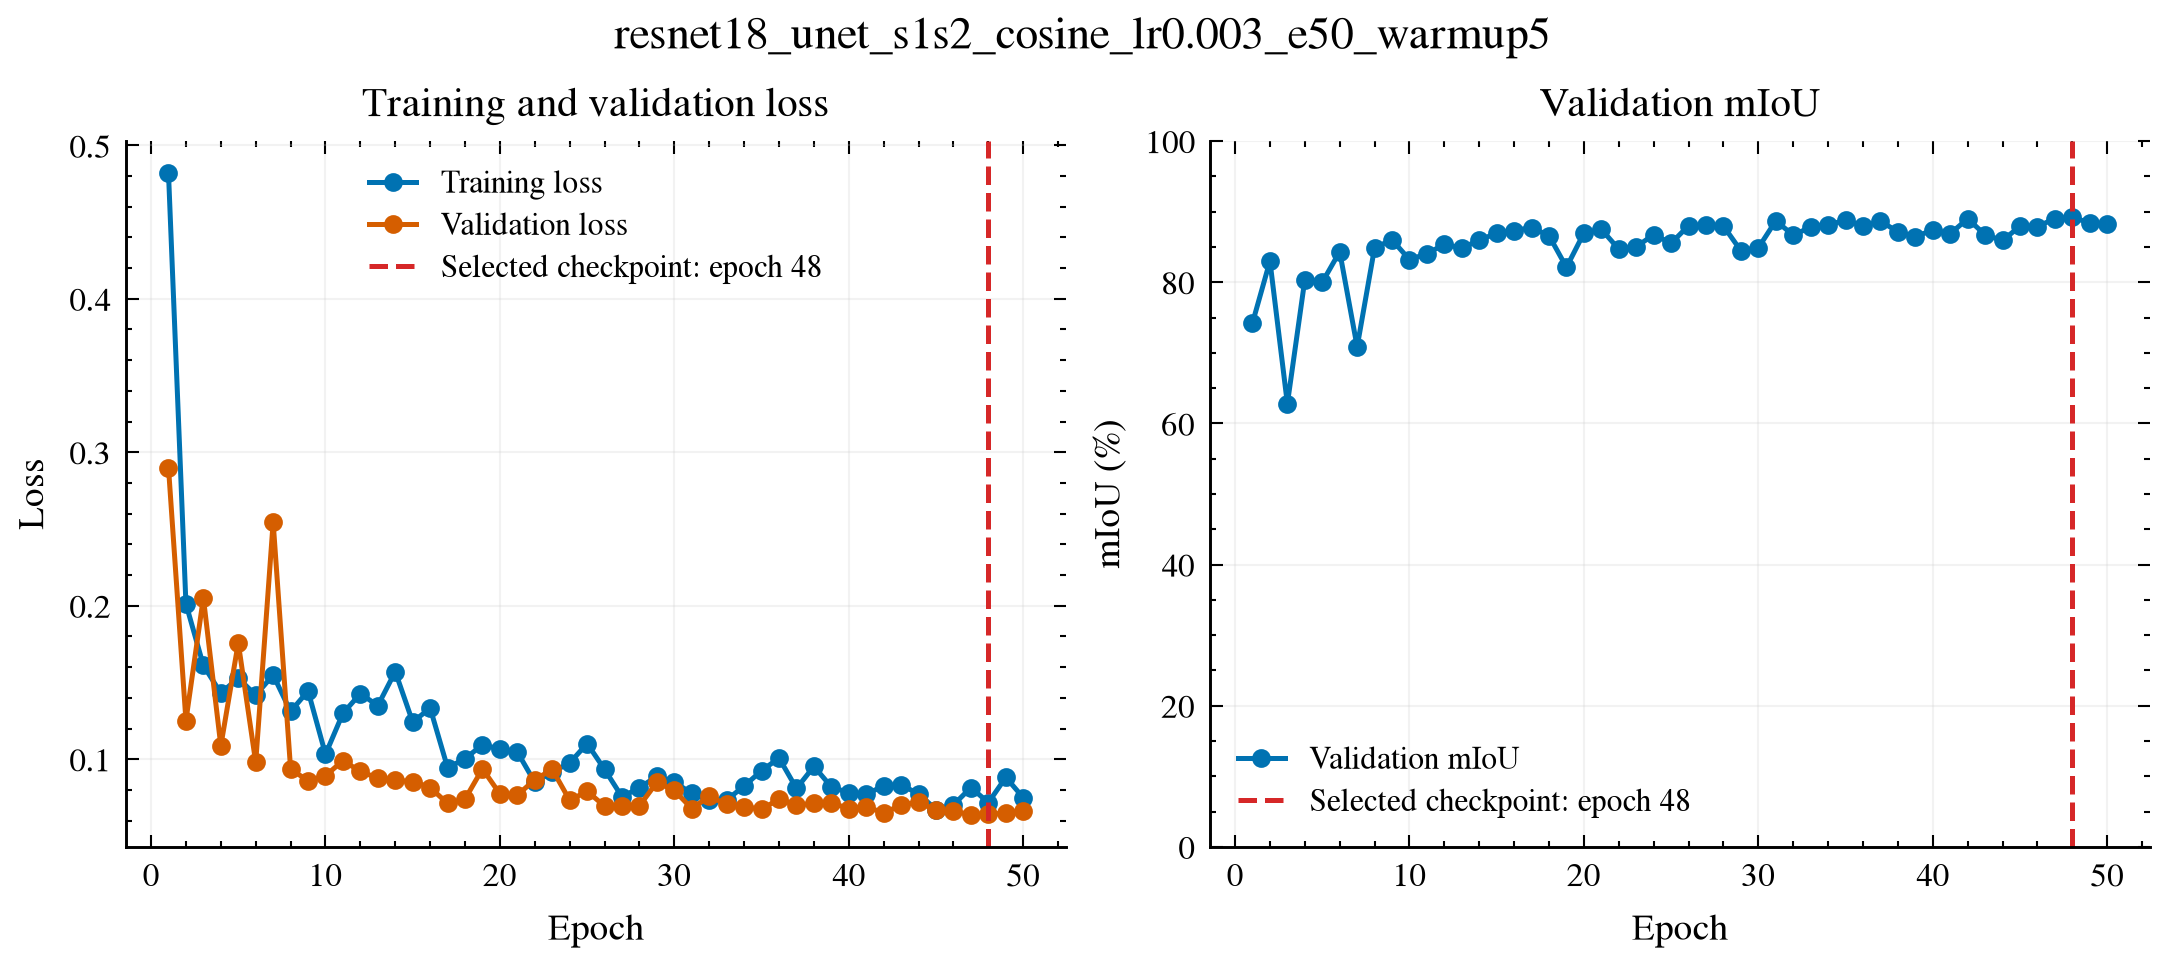 resnet18_unet_s1s2_cosine_lr0.003_e50_warmup5
Training and validation loss
0.5
0.4
0.3
0.2
0.1
Loss
Training loss
Validation loss
Selected checkpoint: epoch 48
0 10 20 30 40 50
Epoch
Validation mIoU
100
80
60
40
20
0
mIoU (%)
Validation mIoU
Selected checkpoint: epoch 48
0 10 20 30 40 50
Epoch